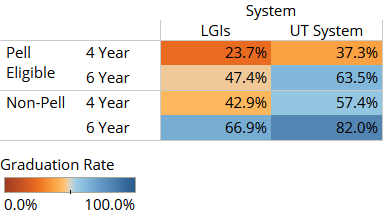 System
LGIs UT System
Pell Eligible 4 Year 23.7% 37.3%
6 Year 47.4% 63.5%
Non-Pell 4 Year 42.9% 57.4%
6 Year 66.9% 82.0%
Graduation Rate
0.0% 100.0%